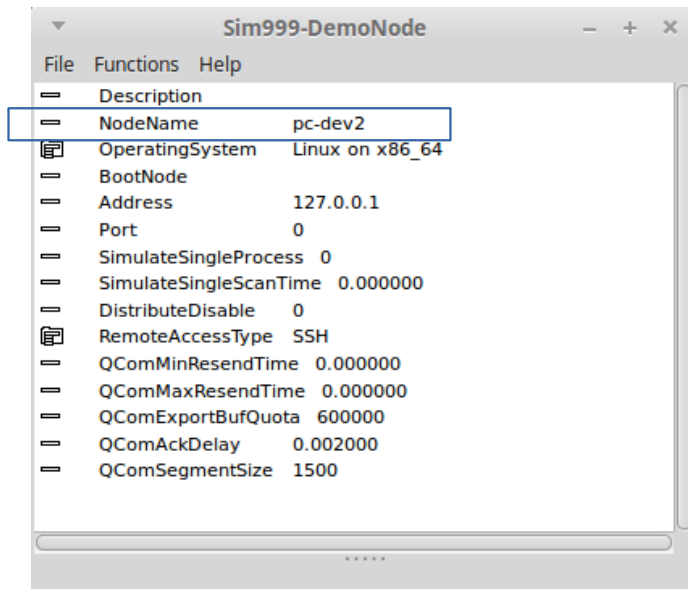 Sim999-DemoNode
File Functions Help
Description
NodeName pc-dev2
OperatingSystem Linux on x86_64
BootNode
Address 127.0.0.1
Port 0
SimulateSingleProcess 0
SimulateSingleScanTime 0.000000
DistributeDisable 0
RemoteAccessType SSH
QComMinResendTime 0.000000
QComMaxResendTime 0.000000
QComExportBufQuota 600000
QComAckDelay 0.002000
QComSegmentSize 1500